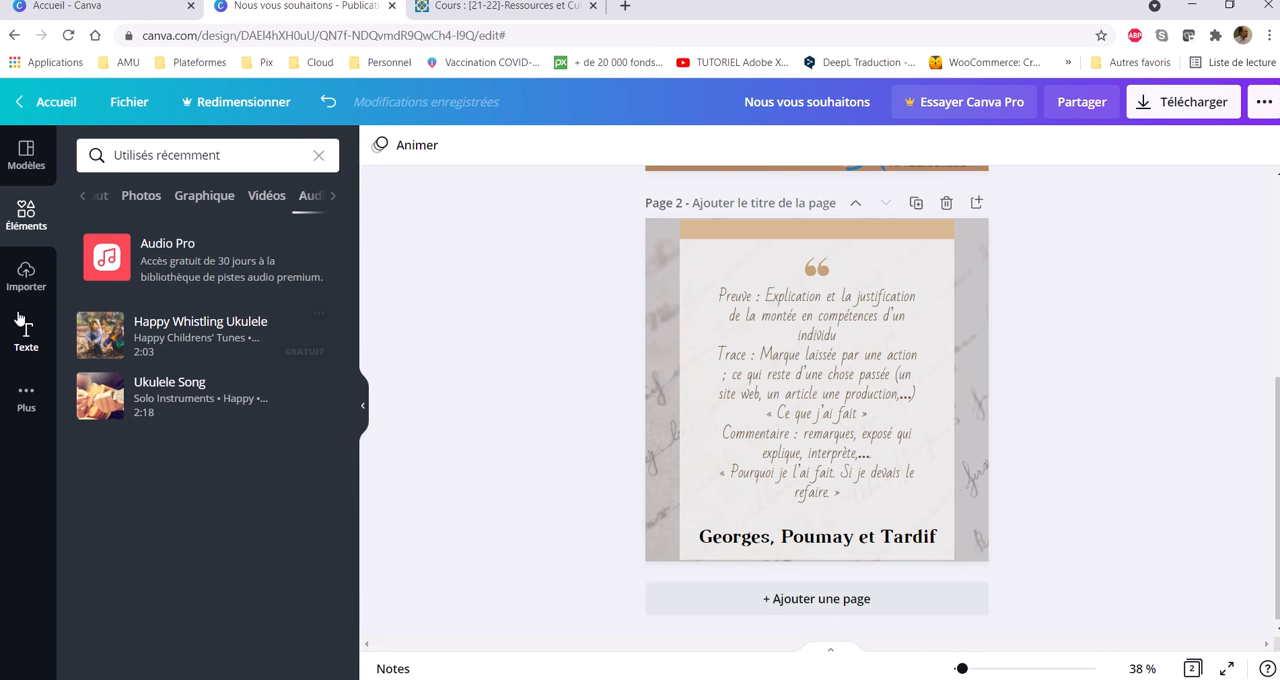 Accueil - Canva
Nous vous souhaitons - Publicat
Cours : [21-22]-Ressources et Cul
canva.com/design/DAEl4hXH0uU/QN7f-NDQvmdR9QwCh4-I9Q/edit#
ABP
Applications
AMU
Plateformes
Pix
Cloud
Personnel
Vaccination COVID-...
+ de 20 000 fonds...
TUTORIEL Adobe X...
DeepL Traduction -...
WooCommerce: Cr...
»
Autres favoris
Liste de lecture
Accueil
Fichier
Redimensionner
Modifications enregistrées
Nous vous souhaitons
Essayer Canva Pro
Partager
Télécharger
Modèles
Éléments
Importer
Texte
Plus
Utilisés récemment
out
Photos
Graphique
Vidéos
Audi
Audio Pro
Accès gratuit de 30 jours à la
bibliothèque de pistes audio premium.
Happy Whistling Ukulele
Happy Childrens' Tunes •...
2:03
GRATUIT
Ukulele Song
Solo Instruments • Happy •...
2:18
Animer
Page 2 - Ajouter le titre de la page
Preuve : Explication et la justification
de la montée en compétences d'un
individu
Trace : Marque laissée par une action
; ce qui reste d'une chose passée (un
site web, un article une production,...)
« Ce que j'ai fait »
Commentaire : remarques, exposé qui
explique, interprète,...
« Pourquoi je l'ai fait. Si je devais le
refaire. »
Georges, Poumay et Tardif
+ Ajouter une page
Notes
38 %
2